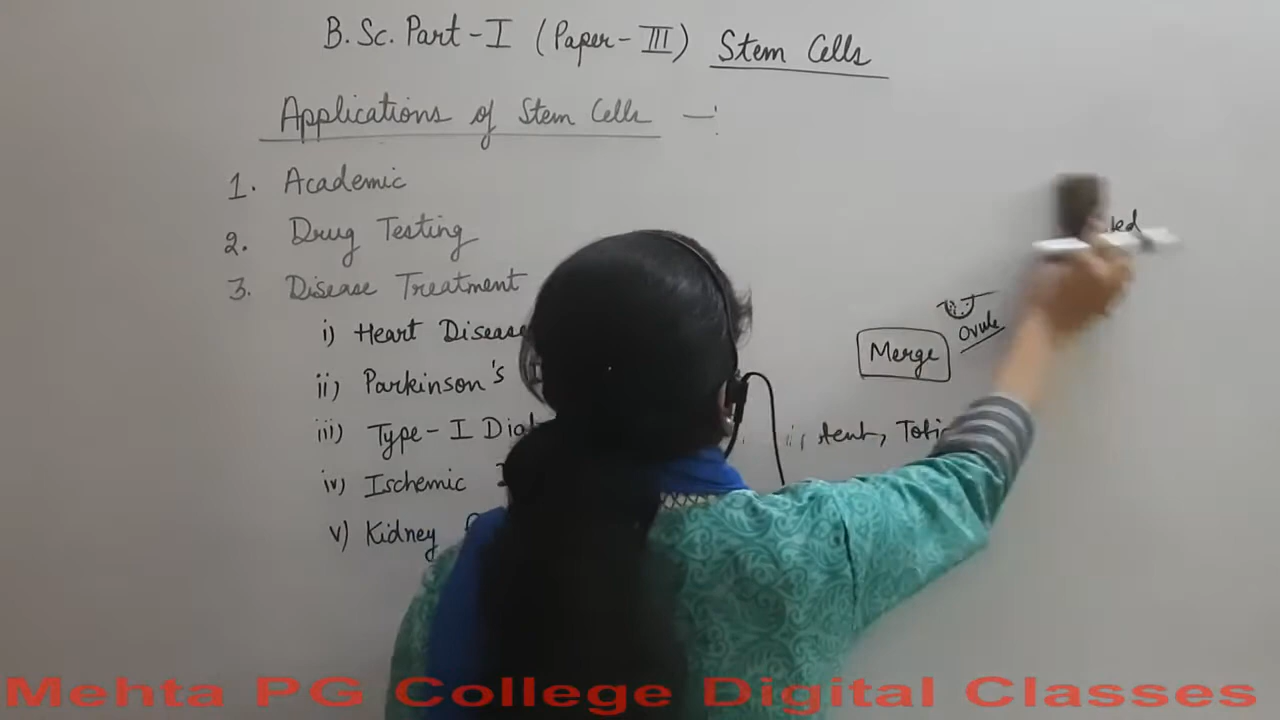 B.Sc. Part-I (Paper-III) Stem Cells
Applications of Stem Cells —:
1. Academic
2. Drug Testing
3. Disease Treatment
i) Heart Disease
ii) Parkinson's
iii) Type-I
iv) Ischemic
v) Kidney
Ovule
Merge
Mehta PG College Digital Classes